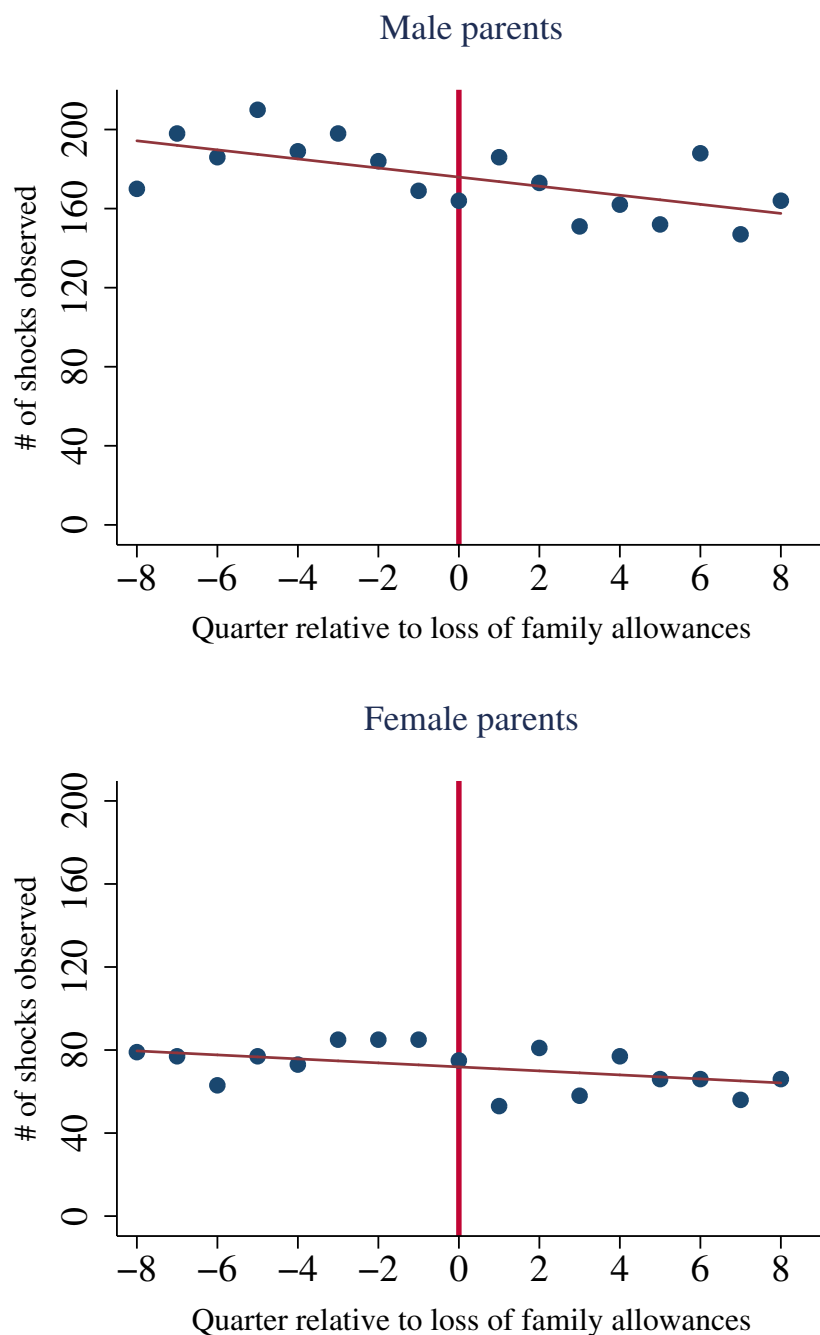 Male parents
# of shocks observed
200
160
120
80
40
0
−8 −6 −4 −2 0 2 4 6 8
Quarter relative to loss of family allowances
Female parents
# of shocks observed
200
160
120
80
40
0
−8 −6 −4 −2 0 2 4 6 8
Quarter relative to loss of family allowances